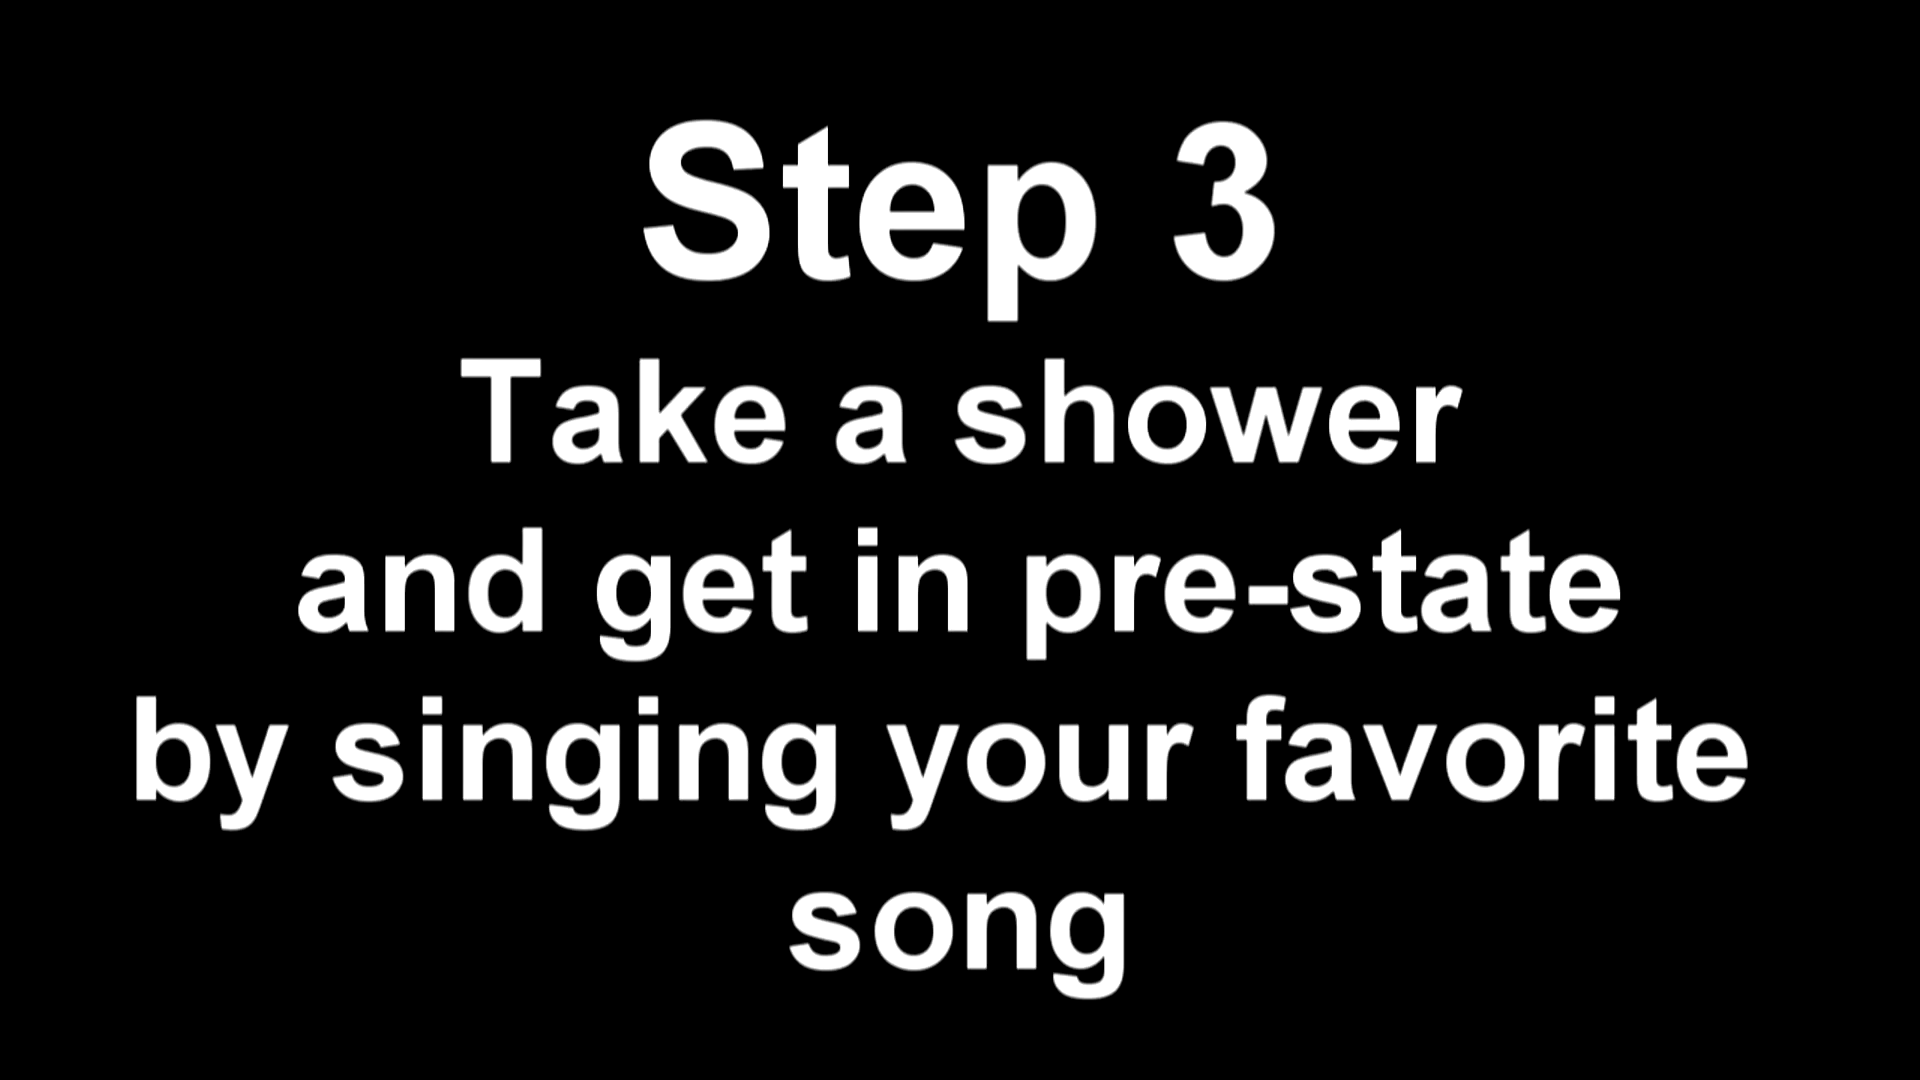 Step 3
Take a shower
and get in pre-state
by singing your favorite
song